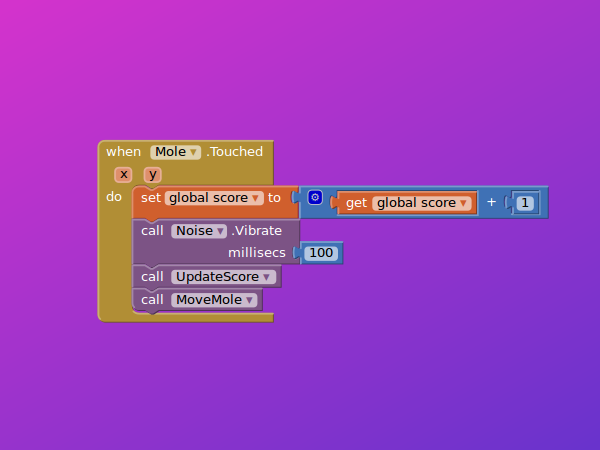 when Mole .Touched
x y
do set global score to get global score + 1
call Noise .Vibrate
millisecs 100
call UpdateScore
call MoveMole